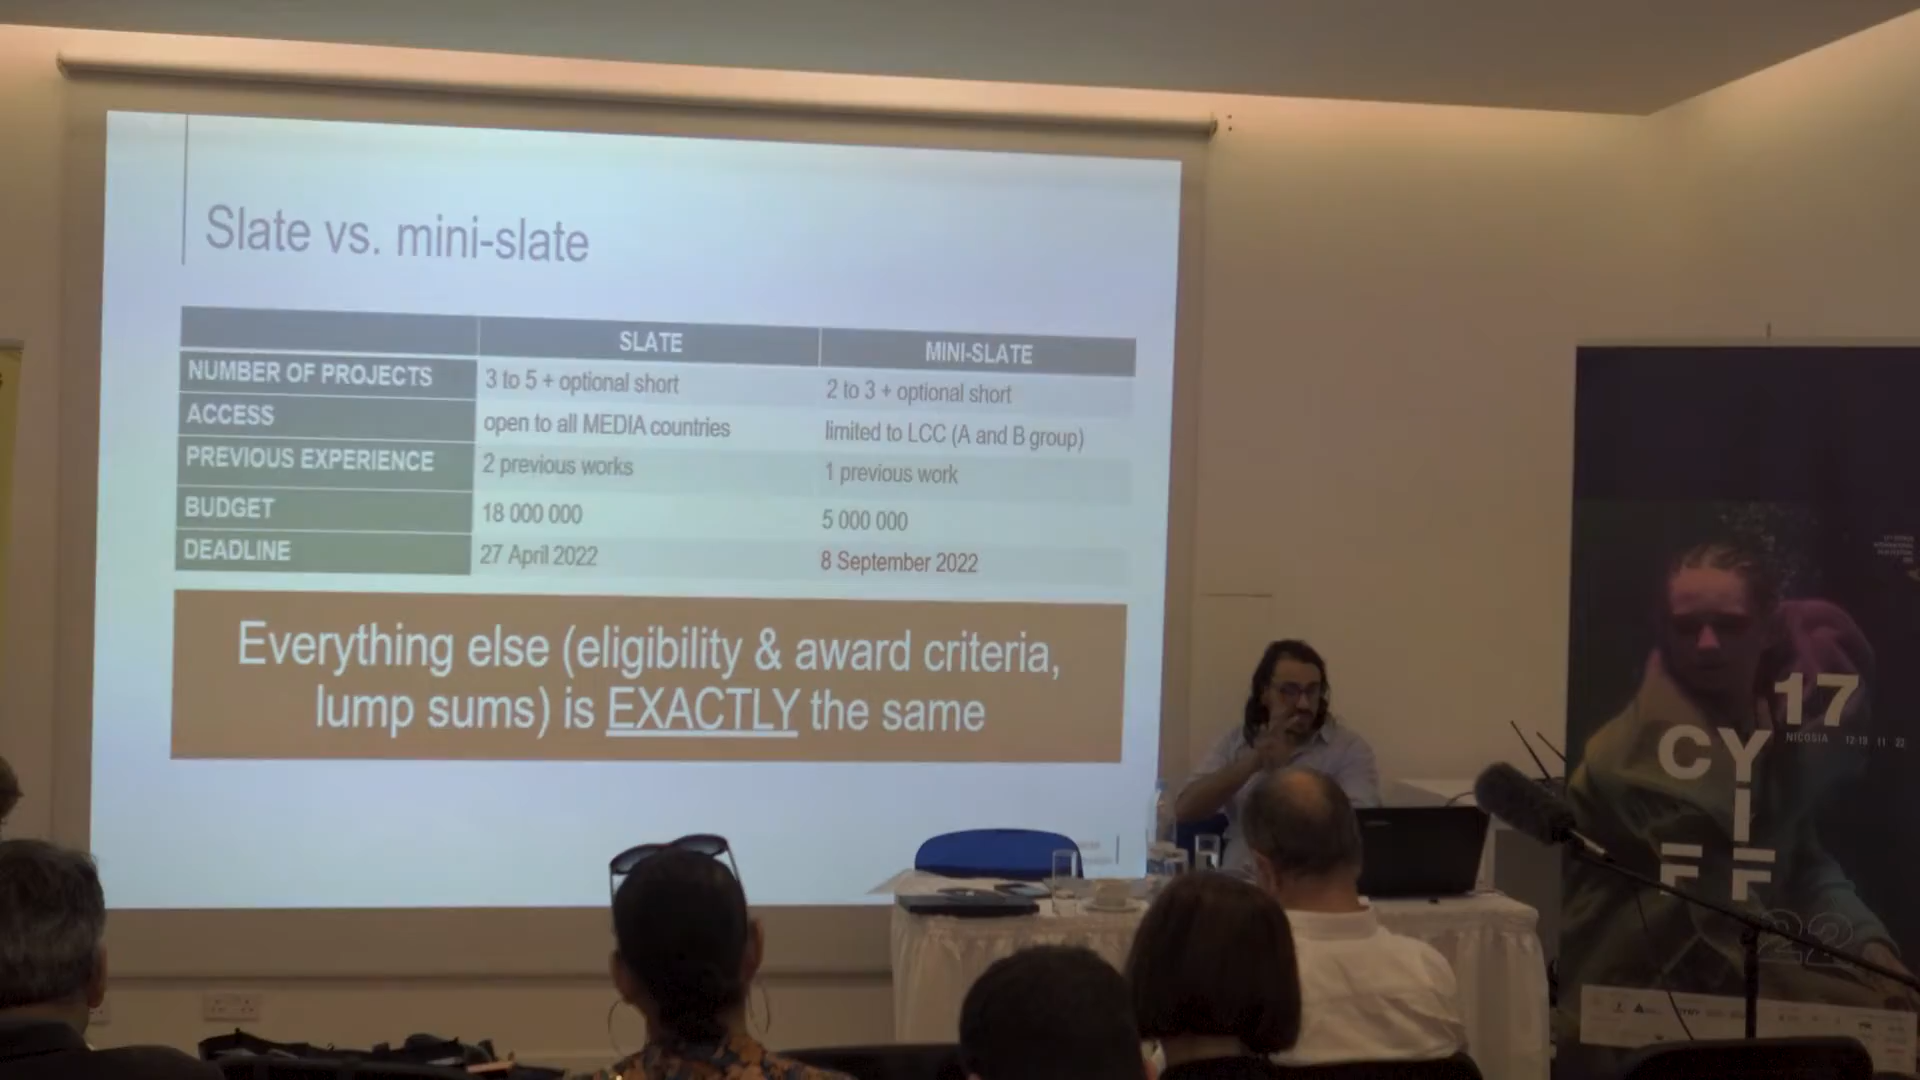 Slate vs. mini-slate
SLATE MINI-SLATE
NUMBER OF PROJECTS 3 to 5 + optional short 2 to 3 + optional short
ACCESS open to all MEDIA countries limited to LCC (A and B group)
PREVIOUS EXPERIENCE 2 previous works 1 previous work
BUDGET 18 000 000 5 000 000
DEADLINE 27 April 2022 8 September 2022
Everything else (eligibility & award criteria,
lump sums) is EXACTLY the same
17
CY
NICOSIA
I
FF
22